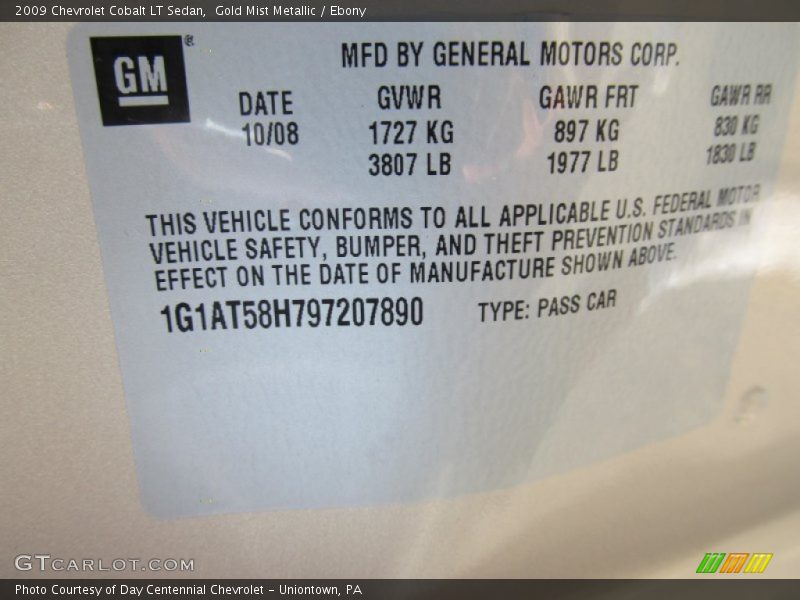 2009 Chevrolet Cobalt LT Sedan,  Gold Mist Metallic / Ebony
GM®
MFD BY GENERAL MOTORS CORP.
DATE GVWR GAWR FRT GAWR RR
10/08 1727 KG 897 KG 830 KG
3807 LB 1977 LB 1830 LB
THIS VEHICLE CONFORMS TO ALL APPLICABLE U.S. FEDERAL MOTOR
VEHICLE SAFETY, BUMPER, AND THEFT PREVENTION STANDARDS IN
EFFECT ON THE DATE OF MANUFACTURE SHOWN ABOVE.
1G1AT58H797207890 TYPE: PASS CAR
GTCARLOT.COM
Photo Courtesy of Day Centennial Chevrolet – Uniontown, PA